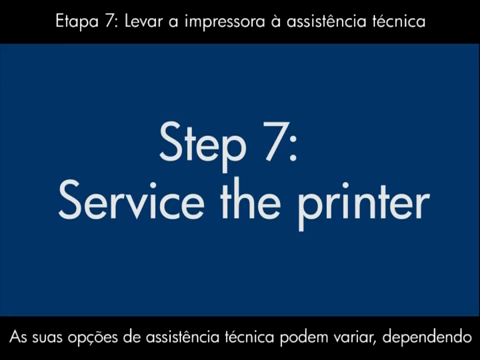 Etapa 7: Levar a impressora à assistência técnica
Step 7:
Service the printer
As suas opções de assistência técnica podem variar, dependendo